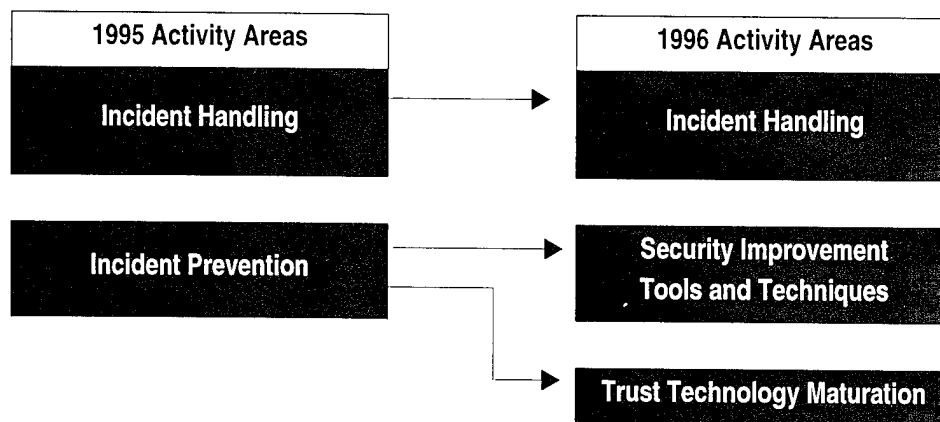 1995 Activity Areas
Incident Handling
Incident Prevention
1996 Activity Areas
Incident Handling
Security Improvement
Tools and Techniques
Trust Technology Maturation